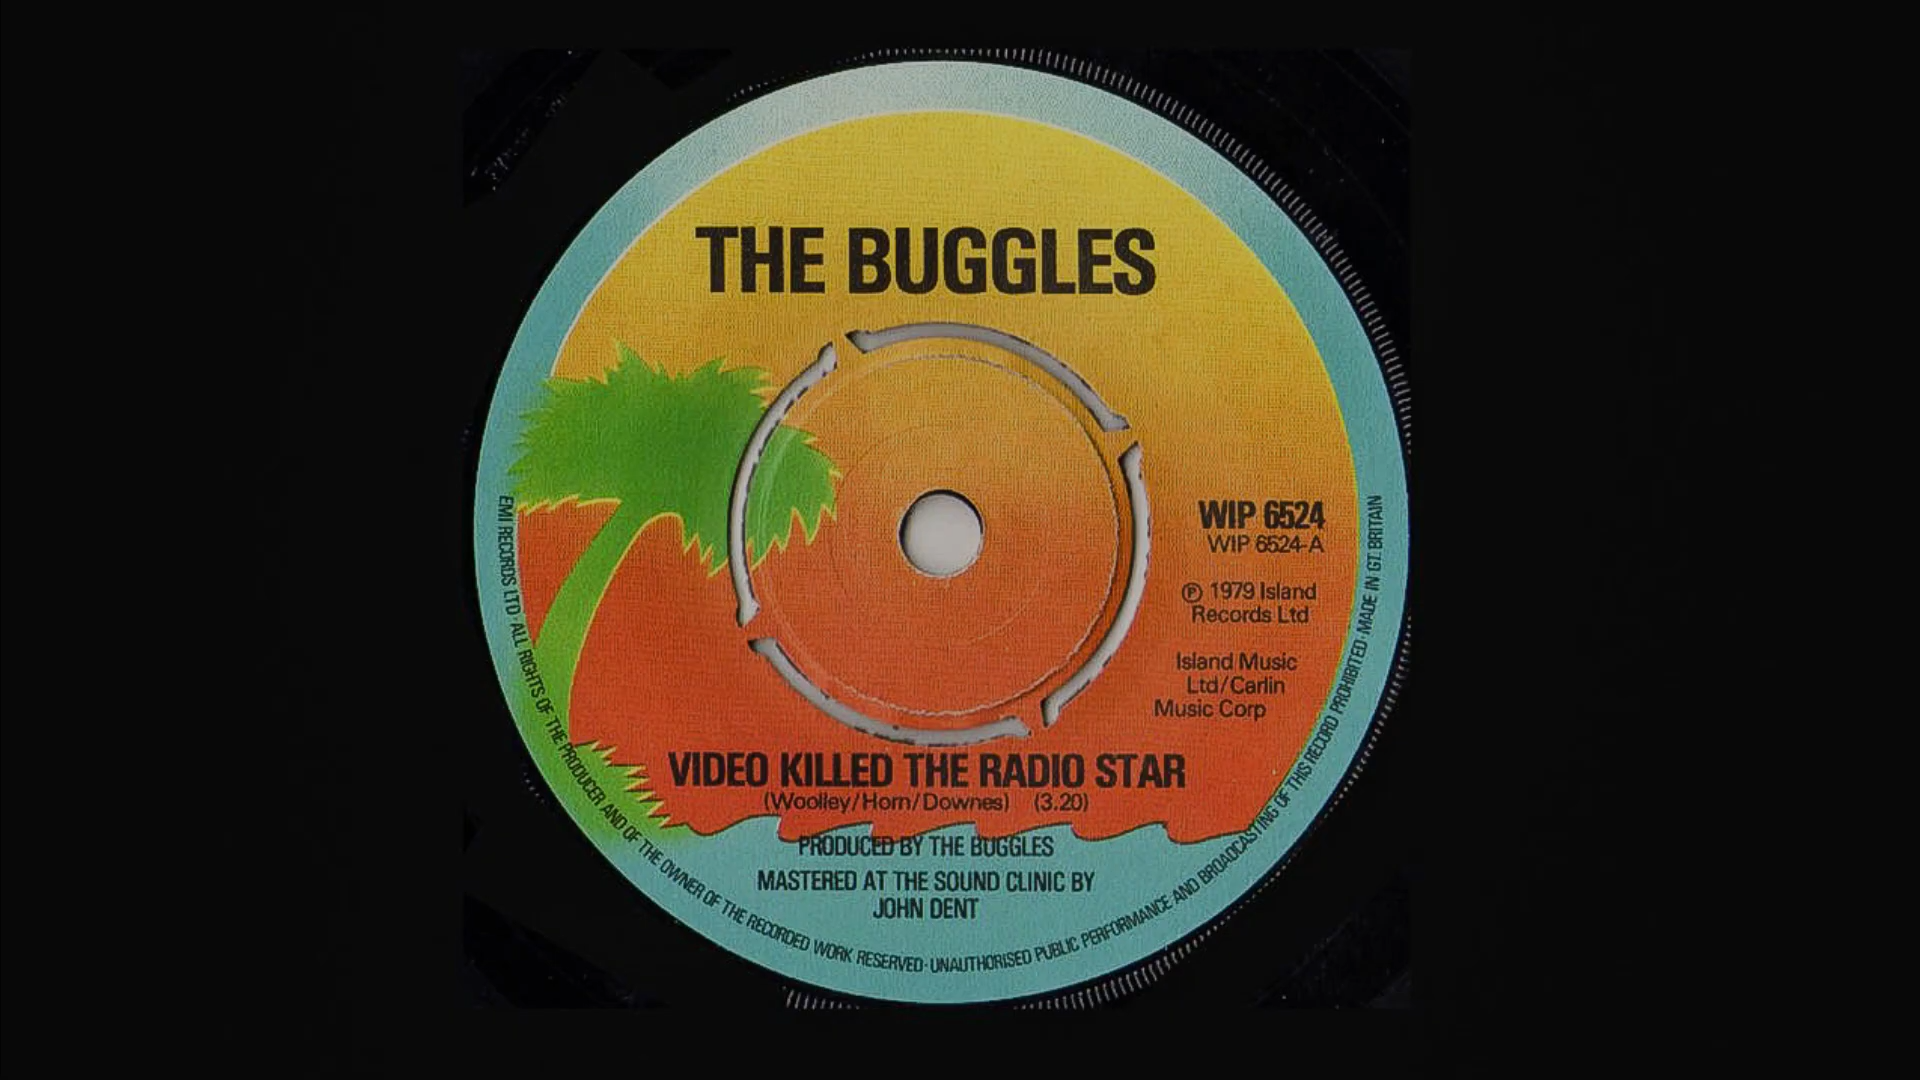 THE BUGGLES
WIP 6524
WIP 6524-A
Ⓟ 1979 Island
Records Ltd
Island Music
Ltd/Carlin
Music Corp
VIDEO KILLED THE RADIO STAR
(Woolley/Horn/Downes) (3.20)
PRODUCED BY THE BUGGLES
MASTERED AT THE SOUND CLINIC BY
JOHN DENT
EMI RECORDS LTD · ALL RIGHTS OF THE PRODUCER AND OF THE OWNER OF THE RECORDED WORK RESERVED · UNAUTHORISED PUBLIC PERFORMANCE AND BROADCASTING OF THIS RECORD PROHIBITED · MADE IN GT. BRITAIN